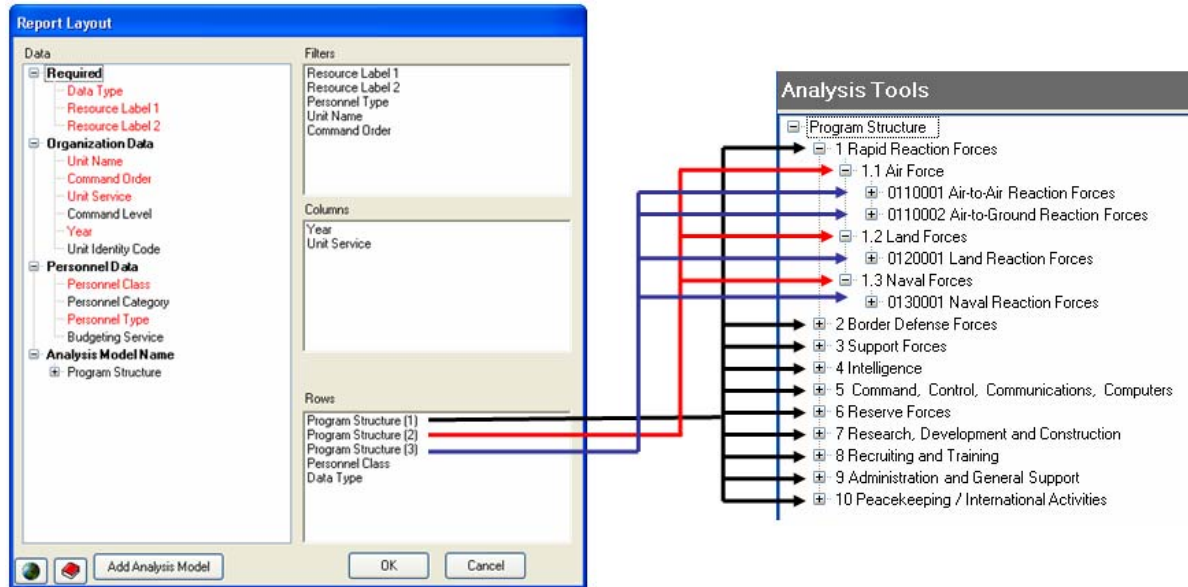 Report Layout
Data
Required
Data Type
Resource Label 1
Resource Label 2
Organization Data
Unit Name
Command Order
Unit Service
Command Level
Year
Unit Identity Code
Personnel Data
Personnel Class
Personnel Category
Personnel Type
Budgeting Service
Analysis Model Name
Program Structure
Add Analysis Model
Filters
Resource Label 1
Resource Label 2
Personnel Type
Unit Name
Command Order
Columns
Year
Unit Service
Rows
Program Structure (1)
Program Structure (2)
Program Structure (3)
Personnel Class
Data Type
OK
Cancel
Analysis Tools
Program Structure
1 Rapid Reaction Forces
1.1 Air Force
0110001 Air-to-Air Reaction Forces
0110002 Air-to-Ground Reaction Forces
1.2 Land Forces
0120001 Land Reaction Forces
1.3 Naval Forces
0130001 Naval Reaction Forces
2 Border Defense Forces
3 Support Forces
4 Intelligence
5 Command, Control, Communications, Computers
6 Reserve Forces
7 Research, Development and Construction
8 Recruiting and Training
9 Administration and General Support
10 Peacekeeping / International Activities